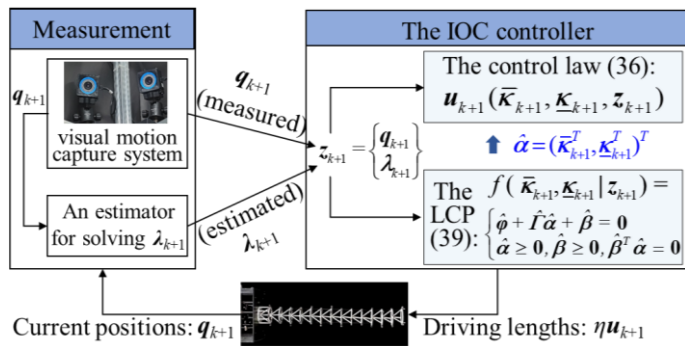 Measurement
q_{k+1}
visual motion
capture system
An estimator
for solving λ_{k+1}
q_{k+1}
(measured)
(estimated)
λ_{k+1}
The IOC controller
z_{k+1} = { q_{k+1}
λ_{k+1} }
The control law (36):
u_{k+1}(κ̄_{k+1}, κ̲_{k+1}, z_{k+1})
α̂=(κ̄^T_{k+1}, κ̲^T_{k+1})^T
The
LCP
(39):
f( κ̄_{k+1}, κ̲_{k+1} | z_{k+1}) =
{ φ̂ + Γ̂α̂ + β̂ = 0
α̂ ≥ 0, β̂ ≥ 0, β̂^T α̂ = 0
Current positions: q_{k+1}
Driving lengths: ηu_{k+1}